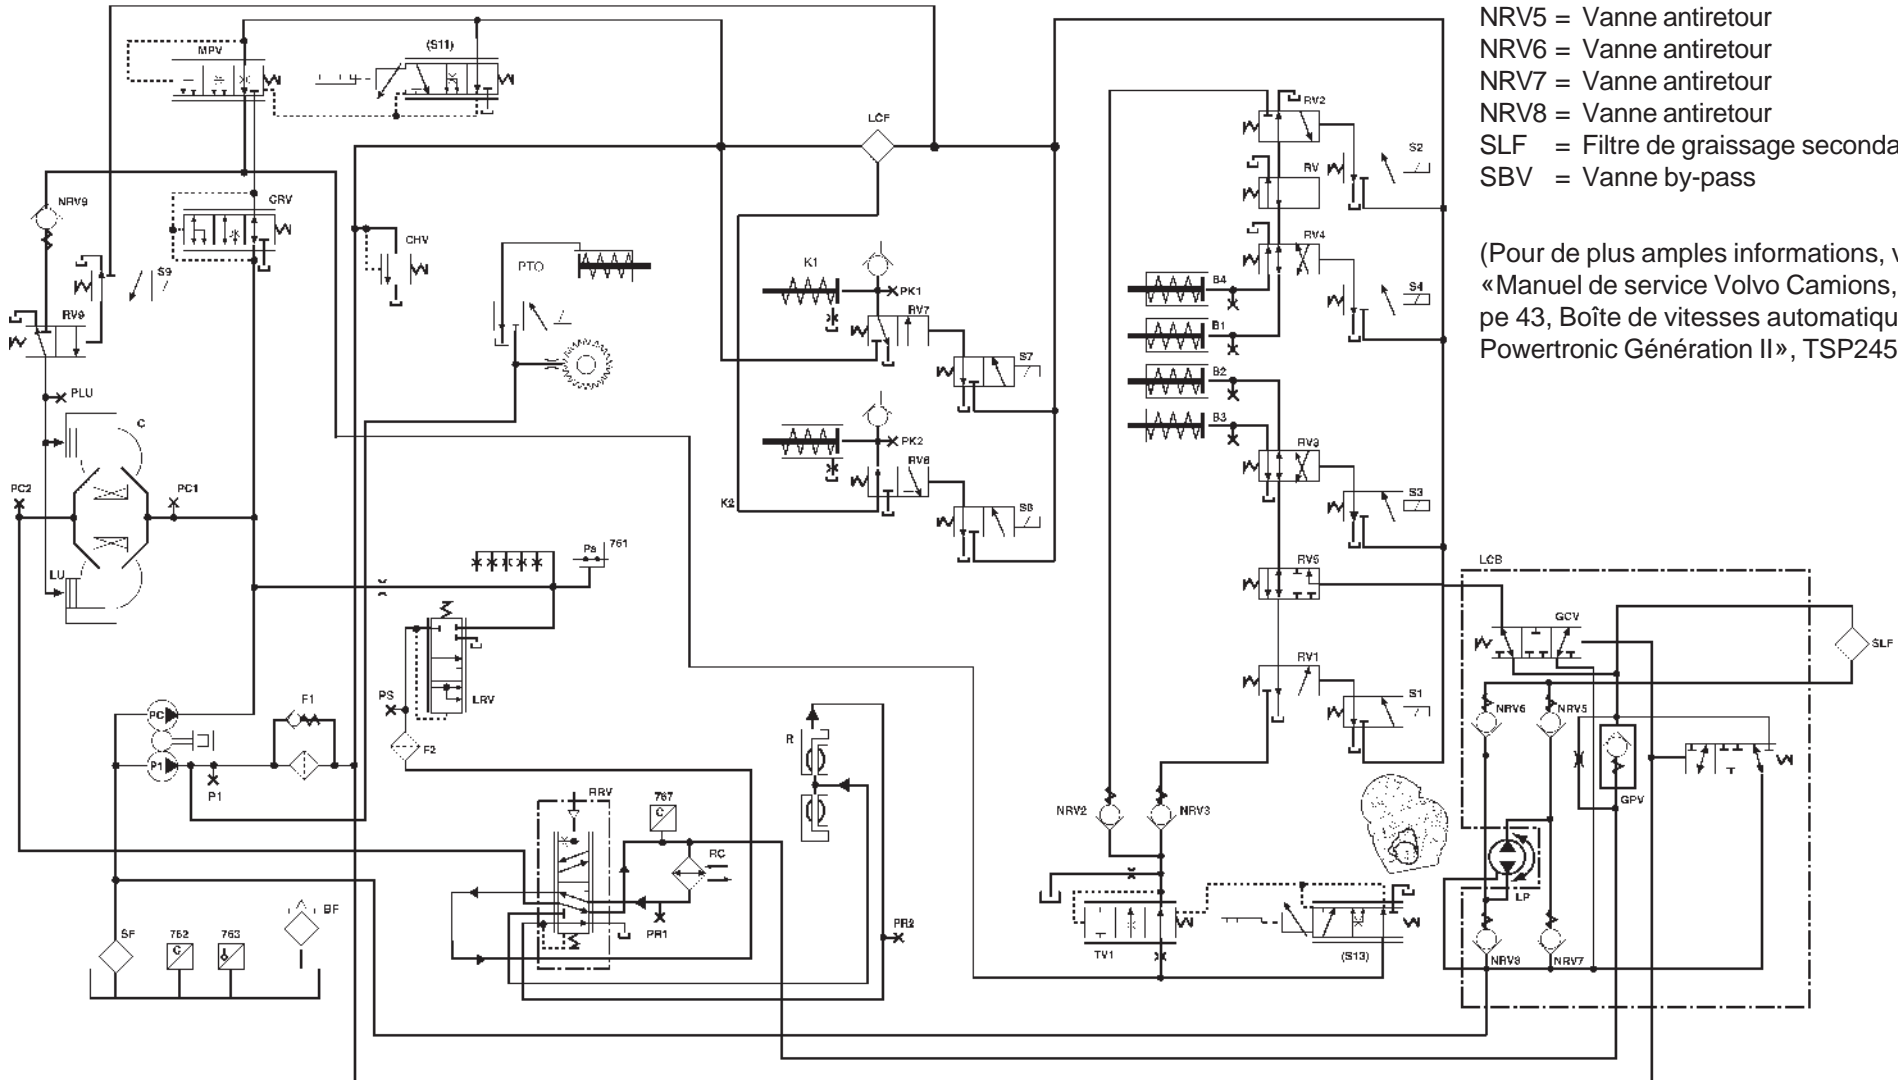 NRV5 = Vanne antiretour
NRV6 = Vanne antiretour
NRV7 = Vanne antiretour
NRV8 = Vanne antiretour
SLF = Filtre de graissage seconda
SBV = Vanne by-pass
(Pour de plus amples informations, v
«Manuel de service Volvo Camions,
pe 43, Boîte de vitesses automatiqu
Powertronic Génération II», TSP245
MPV
(S11)
LCF
RV2
S2
RV
NRV9
CRV
CHV
RV4
S9
PTO
K1
PK1
B4
S4
RV9
RV7
B1
S7
B2
PLU
C
B3
PK2
RV3
RV8
PC2
PC1
K2
S8
S3
Pa
761
LU
RV5
LCB
GCV
SLF
RV1
F1
PS
LRV
S1
PC
NRV6
NRV5
F2
R
P1
P1
GPV
RRV
767
C
NRV2
NRV3
RC
LP
BF
SF
762
C
763
PR1
PR2
TV1
(S13)
NRV8
NRV7